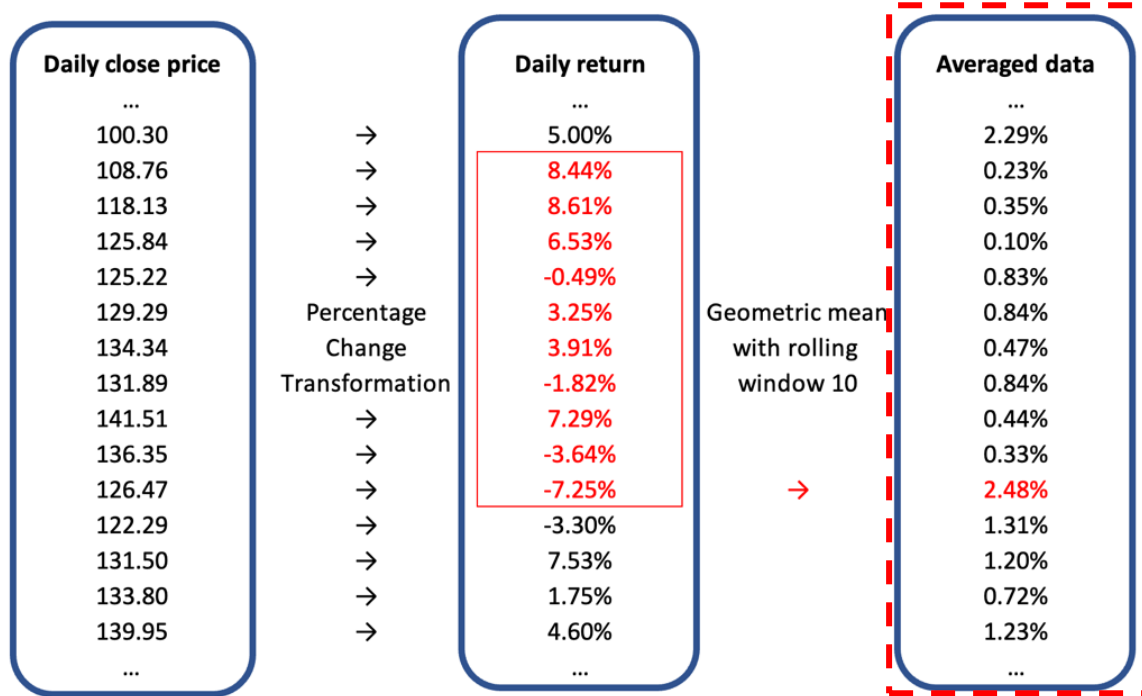 Daily close price Daily return Averaged data
... ... ...
100.30 → 5.00% 2.29%
108.76 → 8.44% 0.23%
118.13 → 8.61% 0.35%
125.84 → 6.53% 0.10%
125.22 → -0.49% 0.83%
129.29 Percentage 3.25% Geometric mean 0.84%
134.34 Change 3.91% with rolling 0.47%
131.89 Transformation -1.82% window 10 0.84%
141.51 → 7.29% 0.44%
136.35 → -3.64% 0.33%
126.47 → -7.25% → 2.48%
122.29 → -3.30% 1.31%
131.50 → 7.53% 1.20%
133.80 → 1.75% 0.72%
139.95 → 4.60% 1.23%
... ... ...